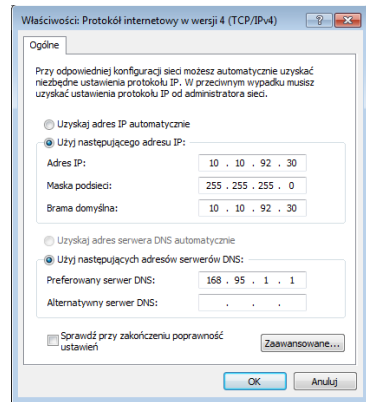 Właściwości: Protokół internetowy w wersji 4 (TCP/IPv4)
Ogólne
Przy odpowiedniej konfiguracji sieci możesz automatycznie uzyskać
niezbędne ustawienia protokołu IP. W przeciwnym wypadku musisz
uzyskać ustawienia protokołu IP od administratora sieci.
Uzyskaj adres IP automatycznie
Użyj następującego adresu IP:
Adres IP: 10 . 10 . 92 . 30
Maska podsieci: 255 . 255 . 255 . 0
Brama domyślna: 10 . 10 . 92 . 30
Uzyskaj adres serwera DNS automatycznie
Użyj następujących adresów serwerów DNS:
Preferowany serwer DNS: 168 . 95 . 1 . 1
Alternatywny serwer DNS: . . .
Sprawdź przy zakończeniu poprawność
ustawień
Zaawansowane...
OK Anuluj